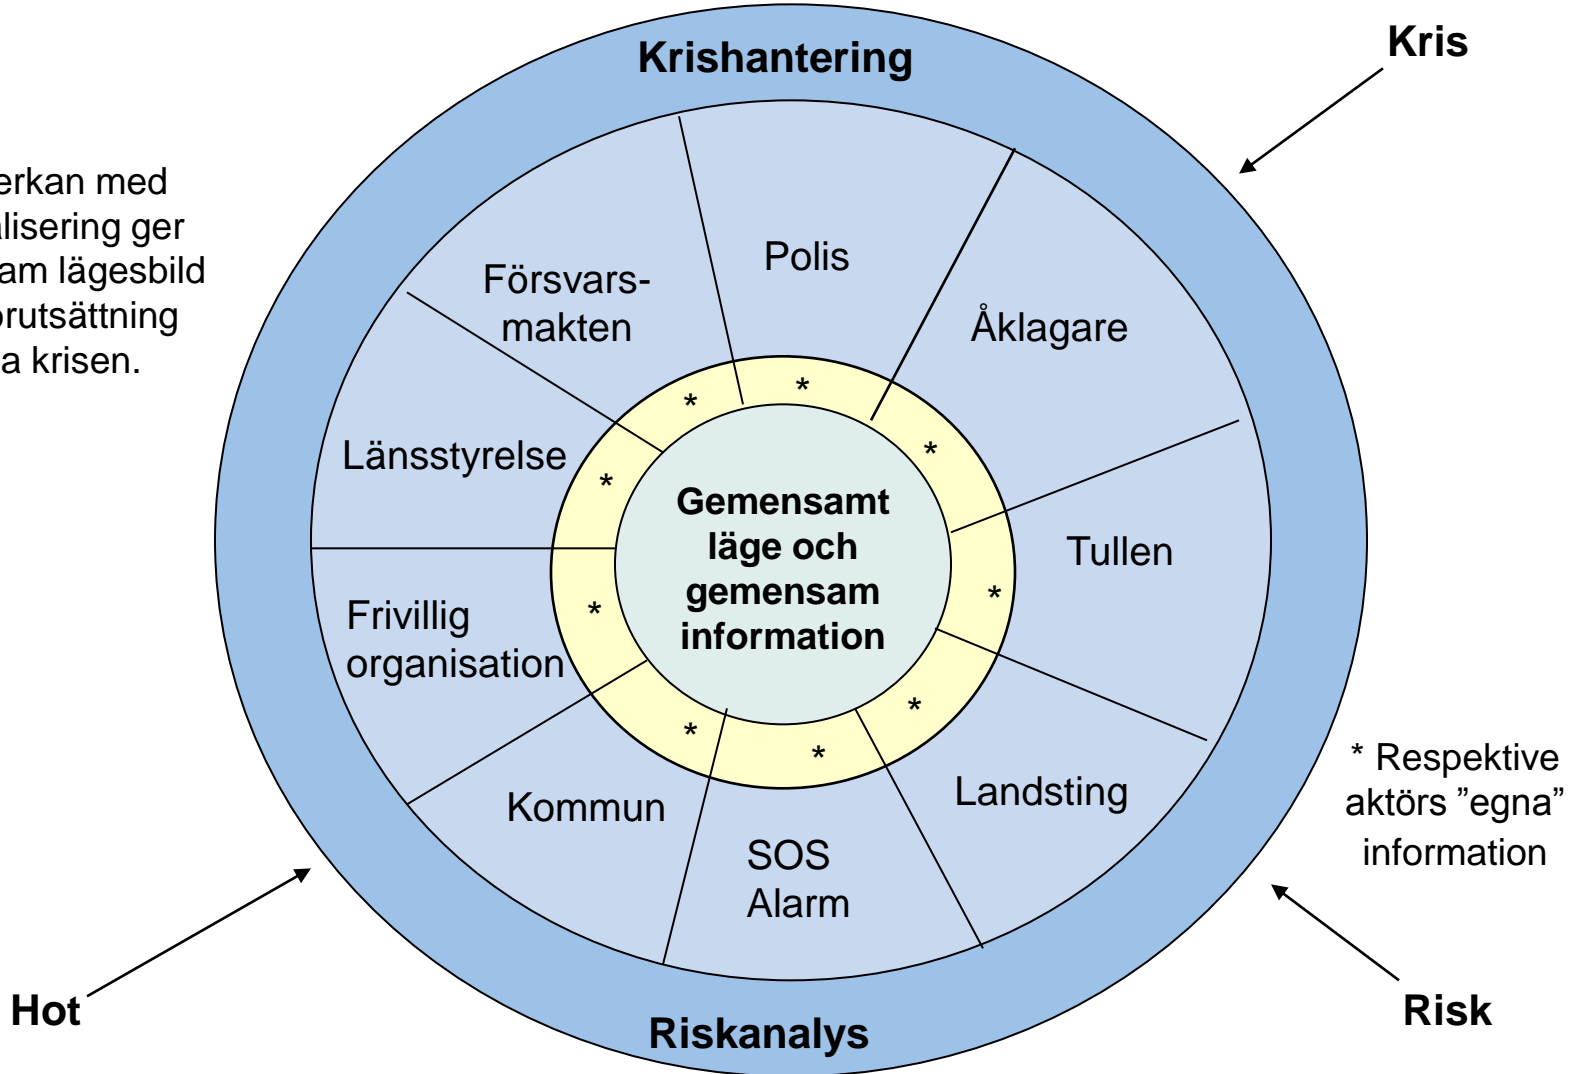 Krishantering
Kris
erkan med
alisering ger
am lägesbild
orutsättning
a krisen.
Polis
Försvars-
makten
Åklagare
*
*
*
*
Länsstyrelse
Gemensamt
läge och
gemensam
information
Tullen
*
*
Frivillig
organisation
*
*
*
Kommun
Landsting
SOS
Alarm
* Respektive
aktörs ”egna”
information
Hot
Risk
Riskanalys